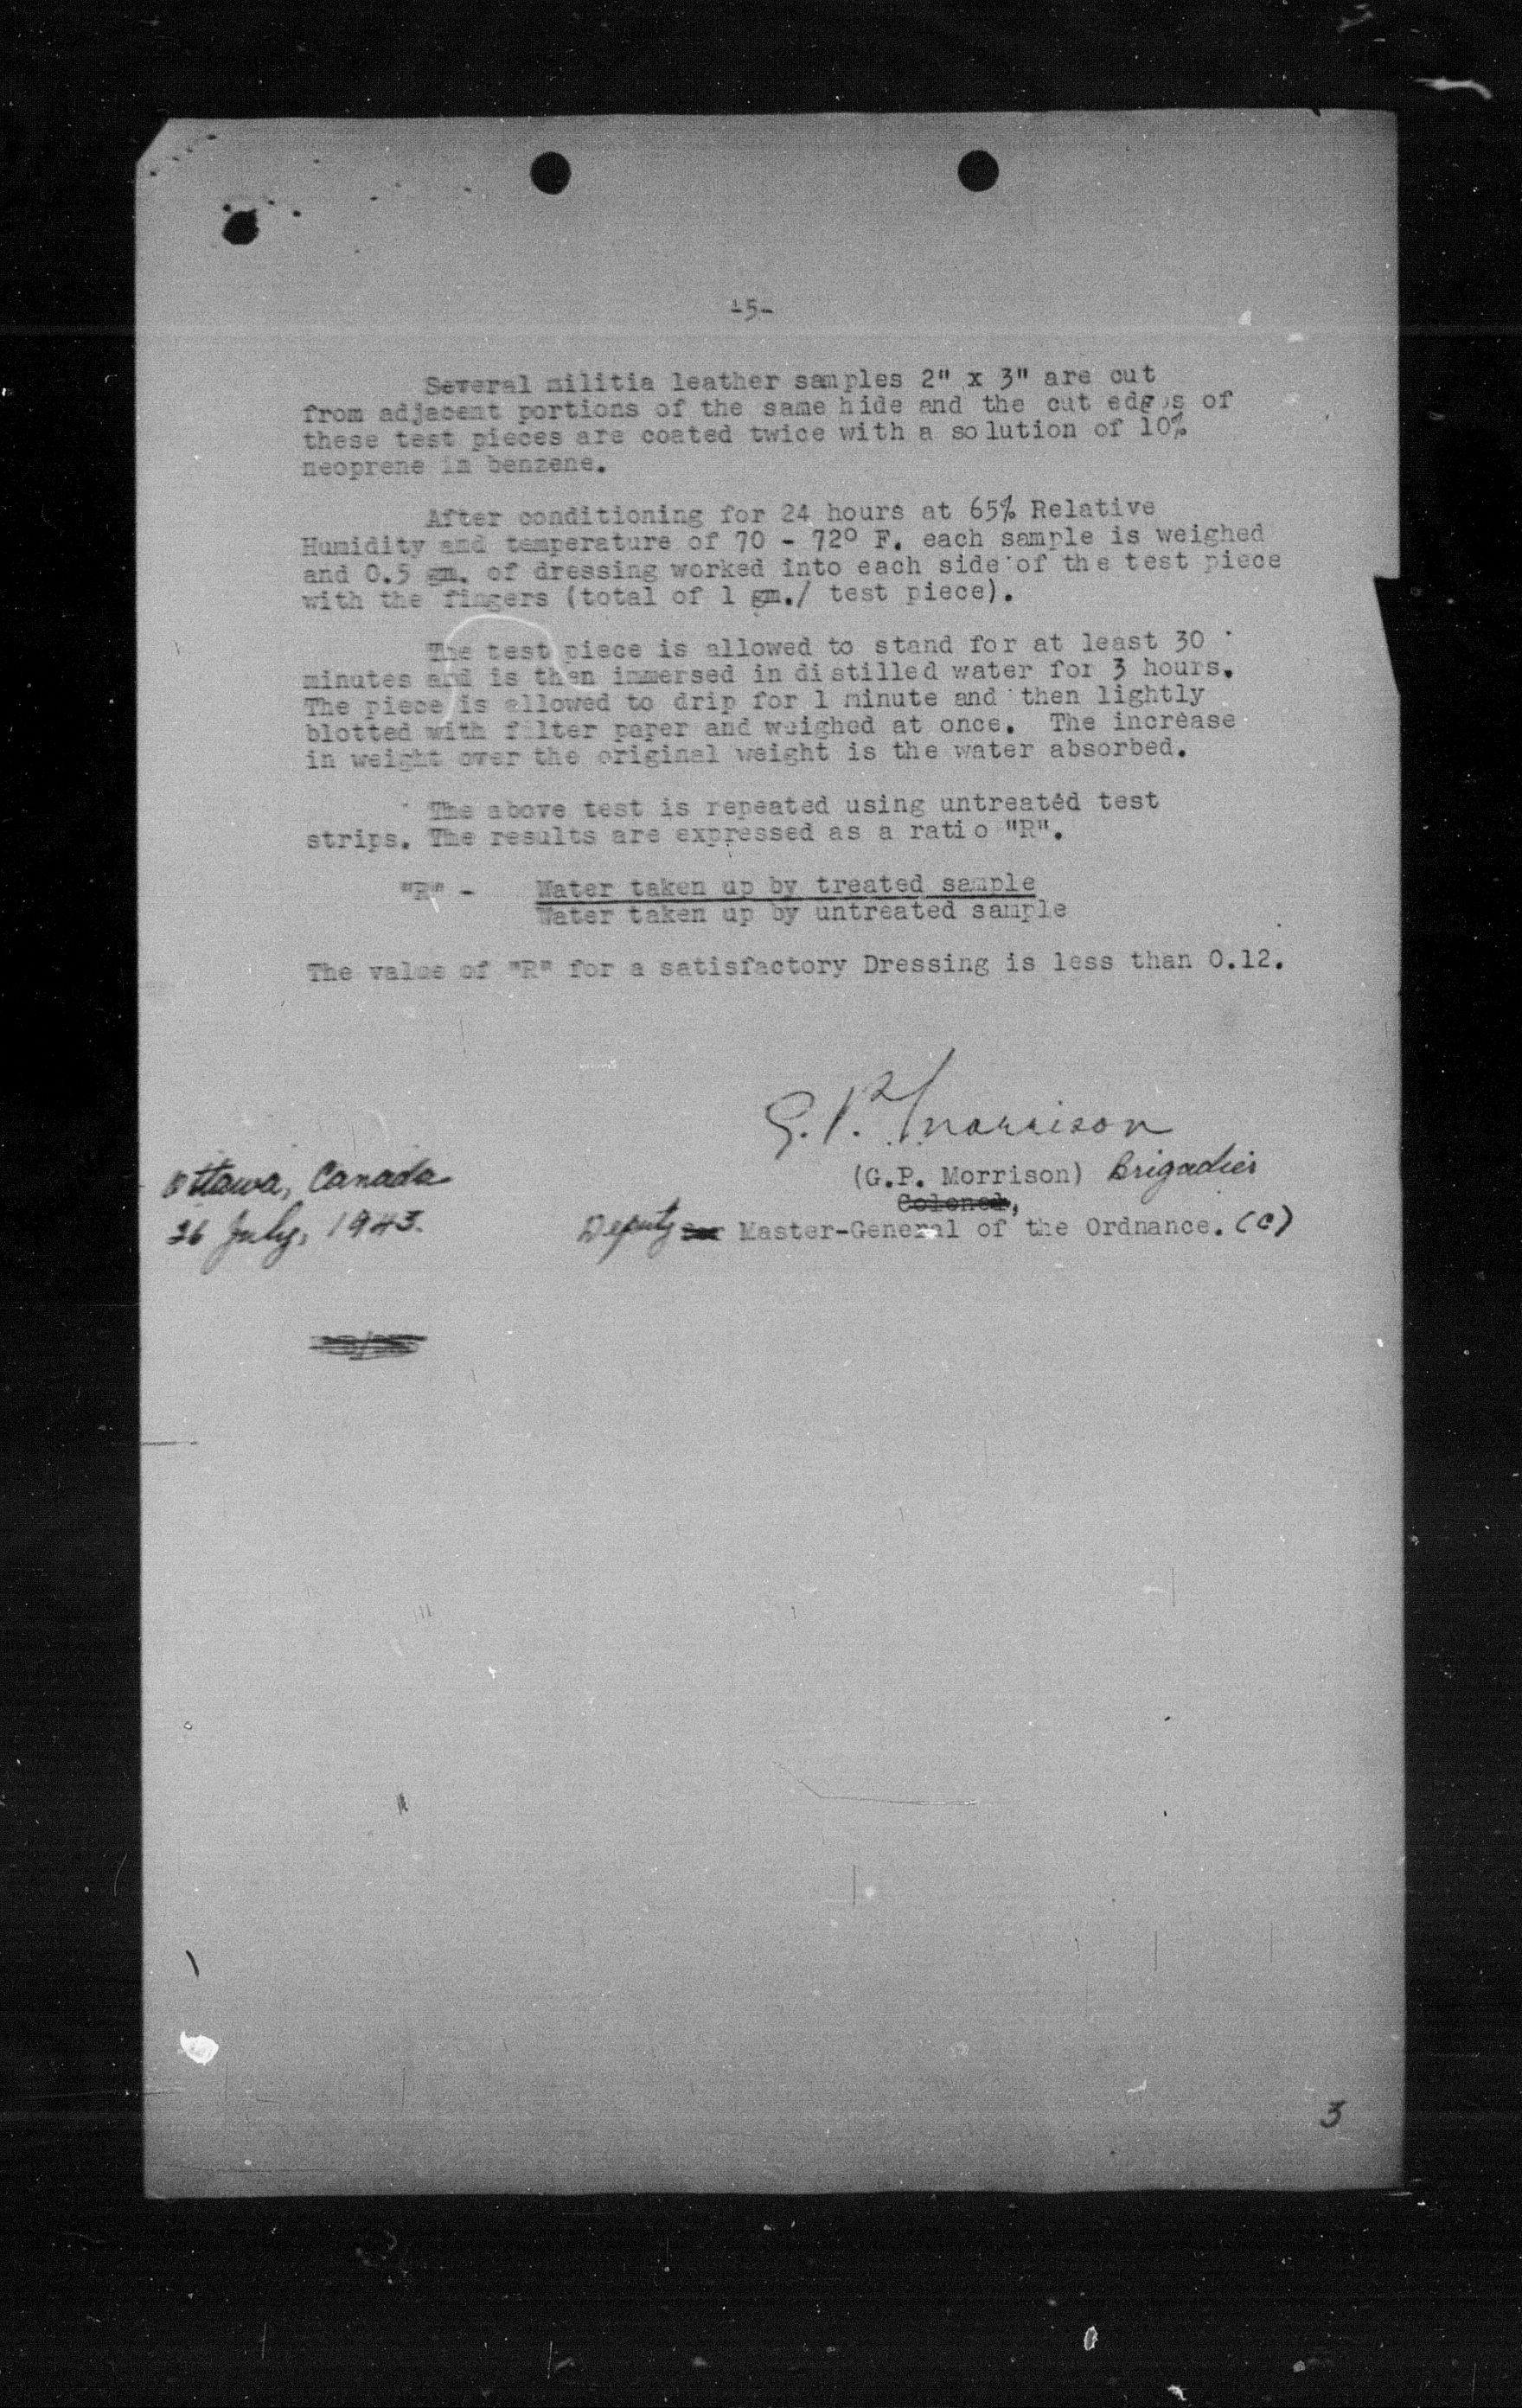 -5-
Several militia leather samples 2" x 3" are cut
from adjacent portions of the same hide and the cut edges of
these test pieces are coated twice with a solution of 10%
neoprene in benzene.
After conditioning for 24 hours at 65% Relative
Humidity and temperature of 70 - 72° F. each sample is weighed
and 0.5 gm. of dressing worked into each side of the test piece
with the fingers (total of 1 gm./ test piece).
The test piece is allowed to stand for at least 30
minutes and is then immersed in distilled water for 3 hours.
The piece is allowed to drip for 1 minute and then lightly
blotted with filter paper and weighed at once. The increase
in weight over the original weight is the water absorbed.
The above test is repeated using untreated test
strips. The results are expressed as a ratio "R".
"R" - Water taken up by treated sample
Water taken up by untreated sample
The value of "R" for a satisfactory Dressing is less than 0.12.
G.P. Morrison
(G.P. Morrison) Brigadier
Colonel,
Deputy Master-General of the Ordnance. (C)
Ottawa, Canada
26 July, 1943.
3